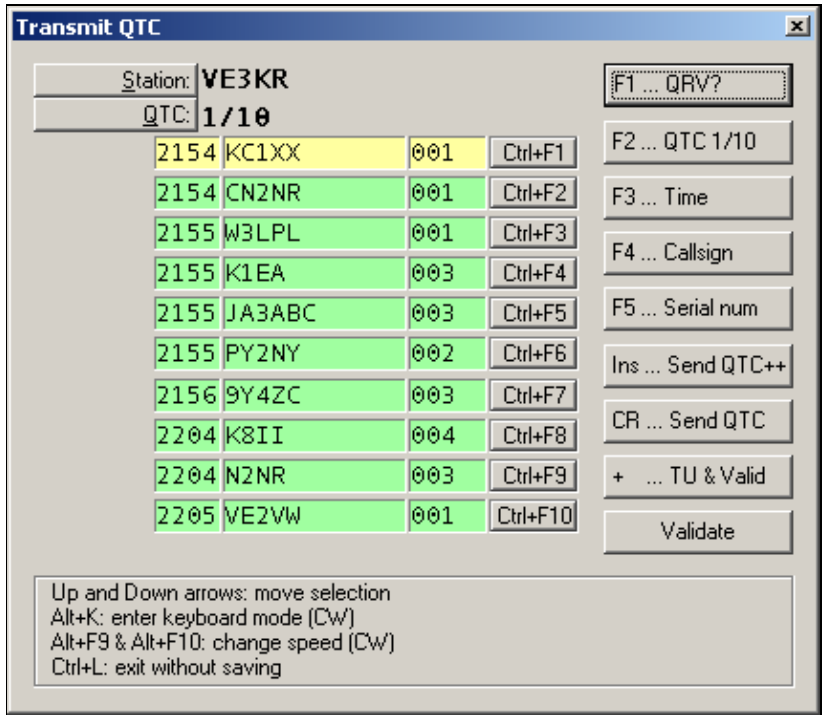 Transmit QTC
Station: VE3KR
QTC: 1/10
2154 KC1XX 001 Ctrl+F1
2154 CN2NR 001 Ctrl+F2
2155 W3LPL 001 Ctrl+F3
2155 K1EA 003 Ctrl+F4
2155 JA3ABC 003 Ctrl+F5
2155 PY2NY 002 Ctrl+F6
2156 9Y4ZC 003 Ctrl+F7
2204 K8II 004 Ctrl+F8
2204 N2NR 003 Ctrl+F9
2205 VE2VW 001 Ctrl+F10
F1 ... QRV?
F2 ... QTC 1/10
F3 ... Time
F4 ... Callsign
F5 ... Serial num
Ins ... Send QTC++
CR ... Send QTC
+ ... TU & Valid
Validate
Up and Down arrows: move selection
Alt+K: enter keyboard mode (CW)
Alt+F9 & Alt+F10: change speed (CW)
Ctrl+L: exit without saving